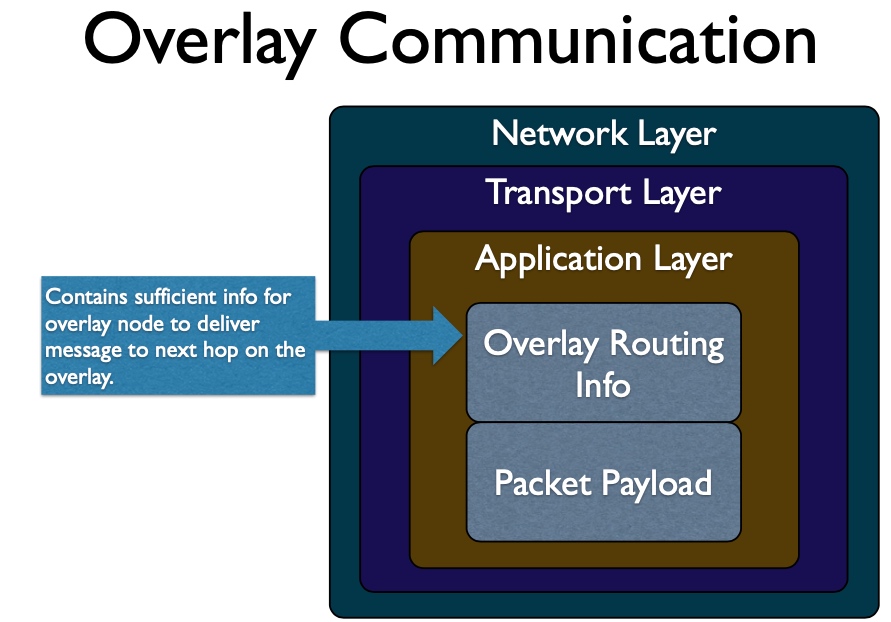 Overlay Communication
Network Layer
Transport Layer
Application Layer
Contains sufficient info for
overlay node to deliver
message to next hop on the
overlay.
Overlay Routing
Info
Packet Payload